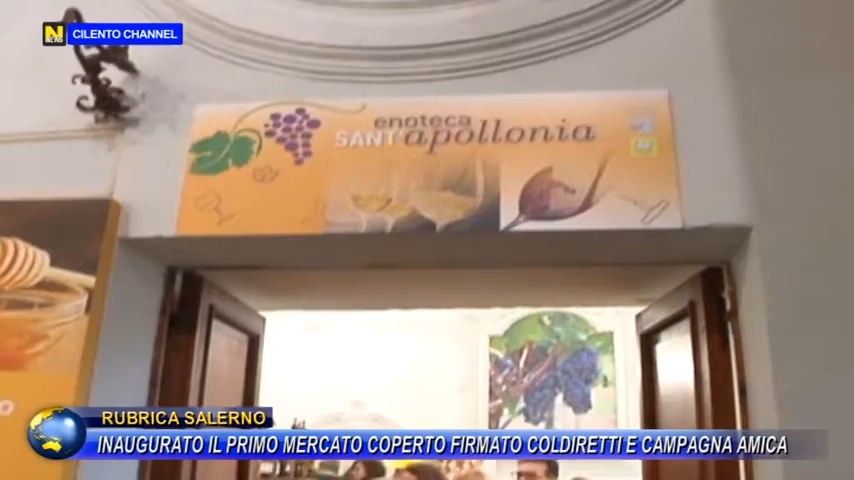 CILENTO CHANNEL
enoteca
SANT'apollonia
RUBRICA SALERNO
INAUGURATO IL PRIMO MERCATO COPERTO FIRMATO COLDIRETTI E CAMPAGNA AMICA